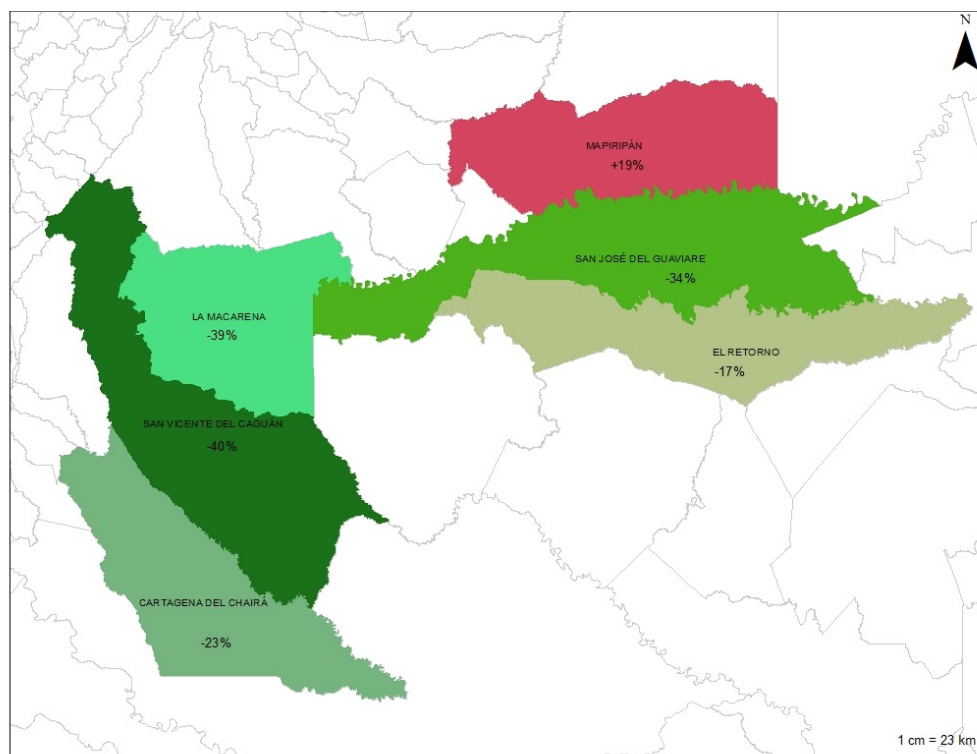 N
MAPIRIPÁN
+19%
SAN JOSÉ DEL GUAVIARE
-34%
LA MACARENA
-39%
EL RETORNO
-17%
SAN VICENTE DEL CAGUÁN
-40%
CARTAGENA DEL CHAIRÁ
-23%
1 cm = 23 km